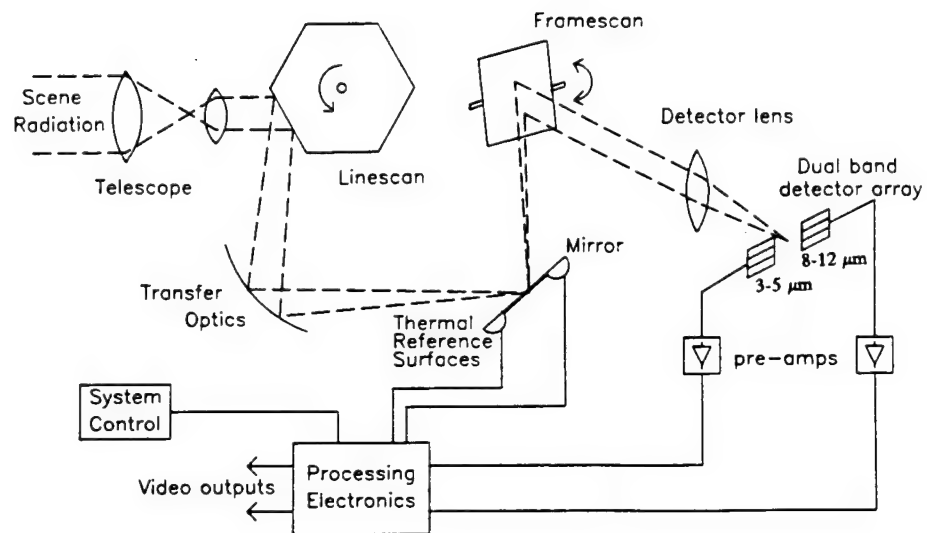 Framescan
Scene
Radiation
Telescope
Linescan
Detector lens
Dual band
detector array
8-12 μm
3-5 μm
Mirror
Transfer
Optics
Thermal
Reference
Surfaces
pre-amps
System
Control
Processing
Electronics
Video outputs